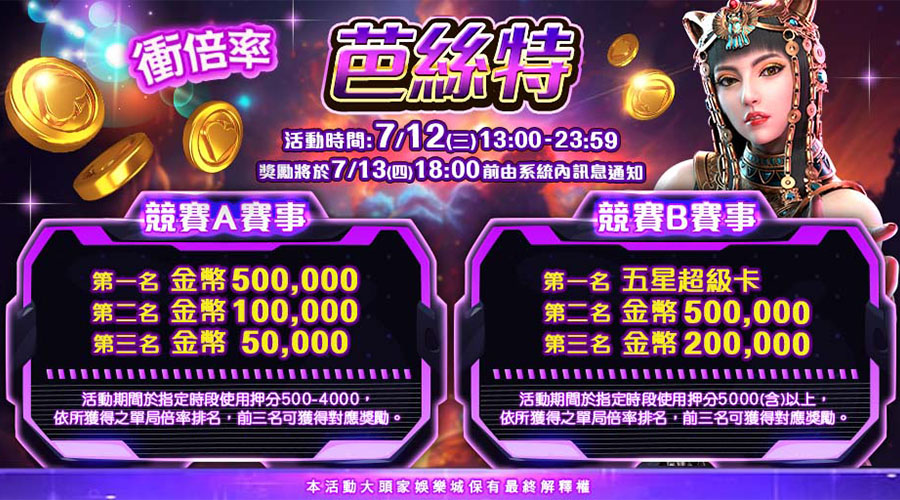 衝倍率
芭絲特
活動時間:7/12(三)13:00-23:59
獎勵將於7/13(四)18:00前由系統內訊息通知
競賽A賽事
第一名 金幣500,000
第二名 金幣100,000
第三名 金幣 50,000
活動期間於指定時段使用押分500-4000，
依所獲得之單局倍率排名，前三名可獲得對應獎勵。
競賽B賽事
第一名 五星超級卡
第二名 金幣500,000
第三名 金幣200,000
活動期間於指定時段使用押分5000(含)以上，
依所獲得之單局倍率排名，前三名可獲得對應獎勵。
本活動大頭家娛樂城保有最終解釋權